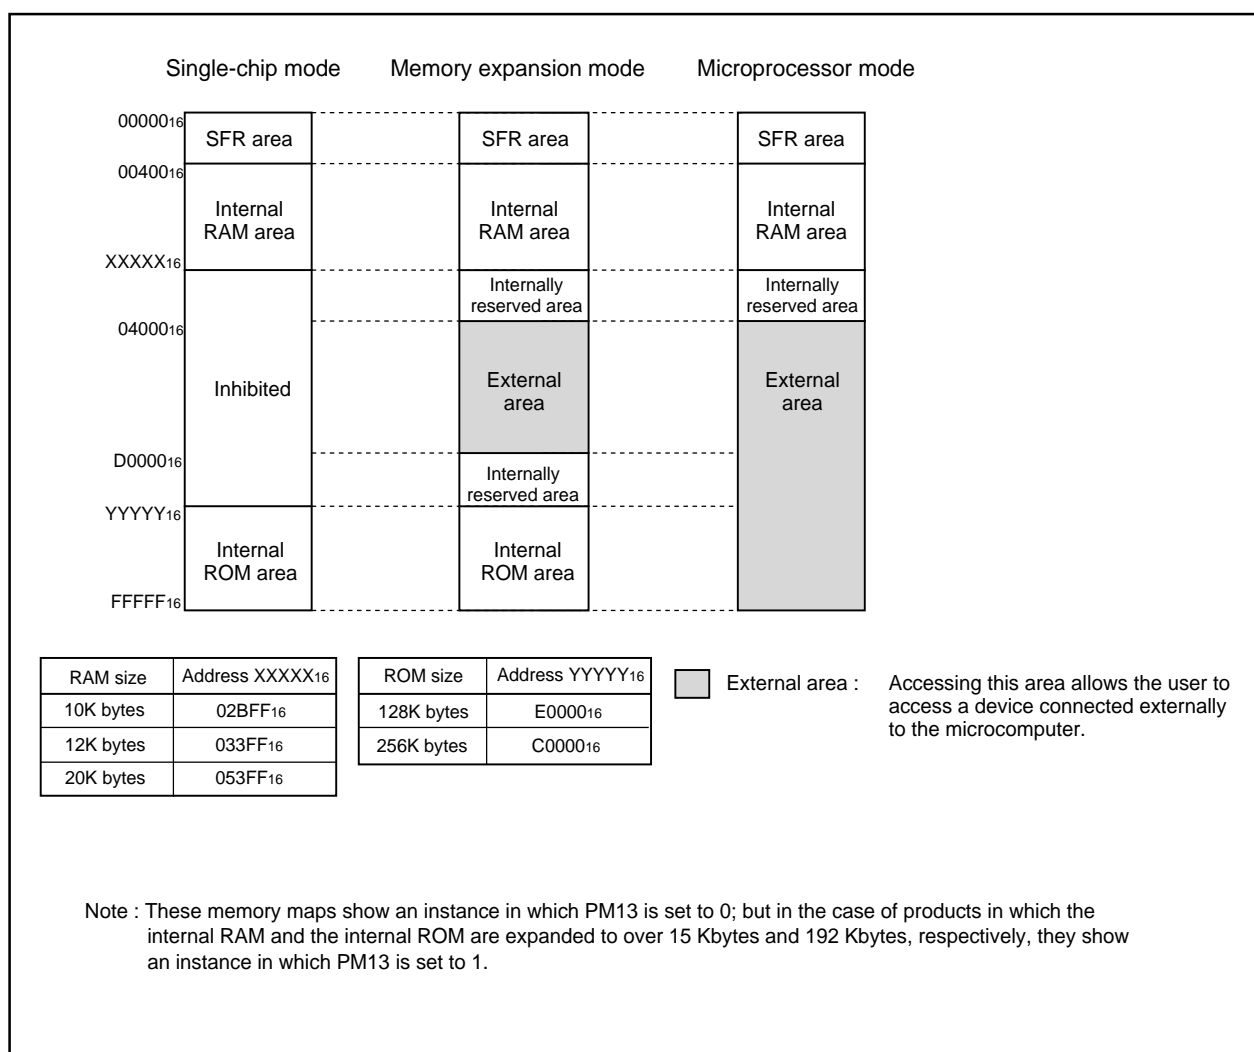 Single-chip mode
Memory expansion mode
Microprocessor mode
0000016
SFR area
SFR area
SFR area
0040016
Internal
RAM area
Internal
RAM area
Internal
RAM area
XXXXX16
Internally
reserved area
Internally
reserved area
0400016
Inhibited
External
area
External
area
D000016
Internally
reserved area
YYYYY16
Internal
ROM area
Internal
ROM area
FFFFF16
RAM size Address XXXXX16
10K bytes 02BFF16
12K bytes 033FF16
20K bytes 053FF16
ROM size Address YYYYY16
128K bytes E000016
256K bytes C000016
External area : Accessing this area allows the user to
access a device connected externally
to the microcomputer.
Note : These memory maps show an instance in which PM13 is set to 0; but in the case of products in which the
internal RAM and the internal ROM are expanded to over 15 Kbytes and 192 Kbytes, respectively, they show
an instance in which PM13 is set to 1.